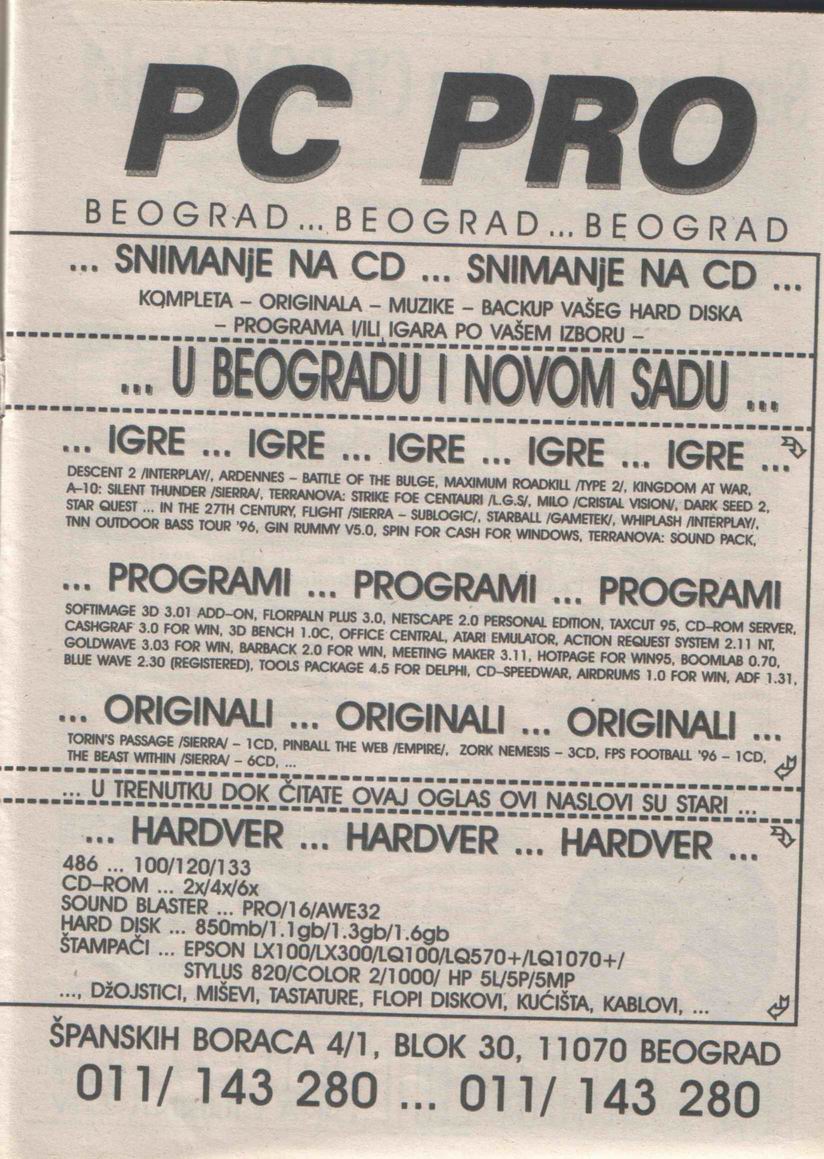 PC PRO
BEOGRAD ... BEOGRAD ... BEOGRAD
... SNIMANjE NA CD ... SNIMANjE NA CD ...
KOMPLETA – ORIGINALA – MUZIKE – BACKUP VAŠEG HARD DISKA
– PROGRAMA I/ILI IGARA PO VAŠEM IZBORU –
... U BEOGRADU I NOVOM SADU ...
... IGRE ... IGRE ... IGRE ... IGRE ... IGRE ...
DESCENT 2 /INTERPLAY/, ARDENNES – BATTLE OF THE BULGE, MAXIMUM ROADKILL /TYPE 2/, KINGDOM AT WAR,
A–10: SILENT THUNDER /SIERRA/, TERRANOVA: STRIKE FOE CENTAURI /L.G.S/, MILO /CRISTAL VISION/, DARK SEED 2,
STAR QUEST ... IN THE 27TH CENTURY, FLIGHT /SIERRA – SUBLOGIC/, STARBALL /GAMETEK/, WHIPLASH /INTERPLAY/,
TNN OUTDOOR BASS TOUR '96, GIN RUMMY V5.0, SPIN FOR CASH FOR WINDOWS, TERRANOVA: SOUND PACK,
... PROGRAMI ... PROGRAMI ... PROGRAMI
SOFTIMAGE 3D 3.01 ADD–ON, FLORPALN PLUS 3.0, NETSCAPE 2.0 PERSONAL EDITION, TAXCUT 95, CD–ROM SERVER,
CASHGRAF 3.0 FOR WIN, 3D BENCH 1.0C, OFFICE CENTRAL, ATARI EMULATOR, ACTION REQUEST SYSTEM 2.11 NT,
GOLDWAVE 3.03 FOR WIN, BARBACK 2.0 FOR WIN, MEETING MAKER 3.11, HOTPAGE FOR WIN95, BOOMLAB 0.70,
BLUE WAVE 2.30 (REGISTERED), TOOLS PACKAGE 4.5 FOR DELPHI, CD–SPEEDWAR, AIRDRUMS 1.0 FOR WIN, ADF 1.31,
... ORIGINALI ... ORIGINALI ... ORIGINALI ...
TORIN'S PASSAGE /SIERRA/ – 1CD, PINBALL THE WEB /EMPIRE/, ZORK NEMESIS – 3CD, FPS FOOTBALL '96 – 1CD,
THE BEAST WITHIN /SIERRA/ – 6CD, ...
... U TRENUTKU DOK ČITATE OVAJ OGLAS OVI NASLOVI SU STARI ...
... HARDVER ... HARDVER ... HARDVER ...
486 ... 100/120/133
CD–ROM ... 2x/4x/6x
SOUND BLASTER ... PRO/16/AWE32
HARD DISK ... 850mb/1.1gb/1.3gb/1.6gb
ŠTAMPAČI ... EPSON LX100/LX300/LQ100/LQ570+/LQ1070+/
STYLUS 820/COLOR 2/1000/ HP 5L/5P/5MP
..., DžOJSTICI, MIŠEVI, TASTATURE, FLOPI DISKOVI, KUĆIŠTA, KABLOVI, ...
ŠPANSKIH BORACA 4/1, BLOK 30, 11070 BEOGRAD
011/ 143 280 ... 011/ 143 280